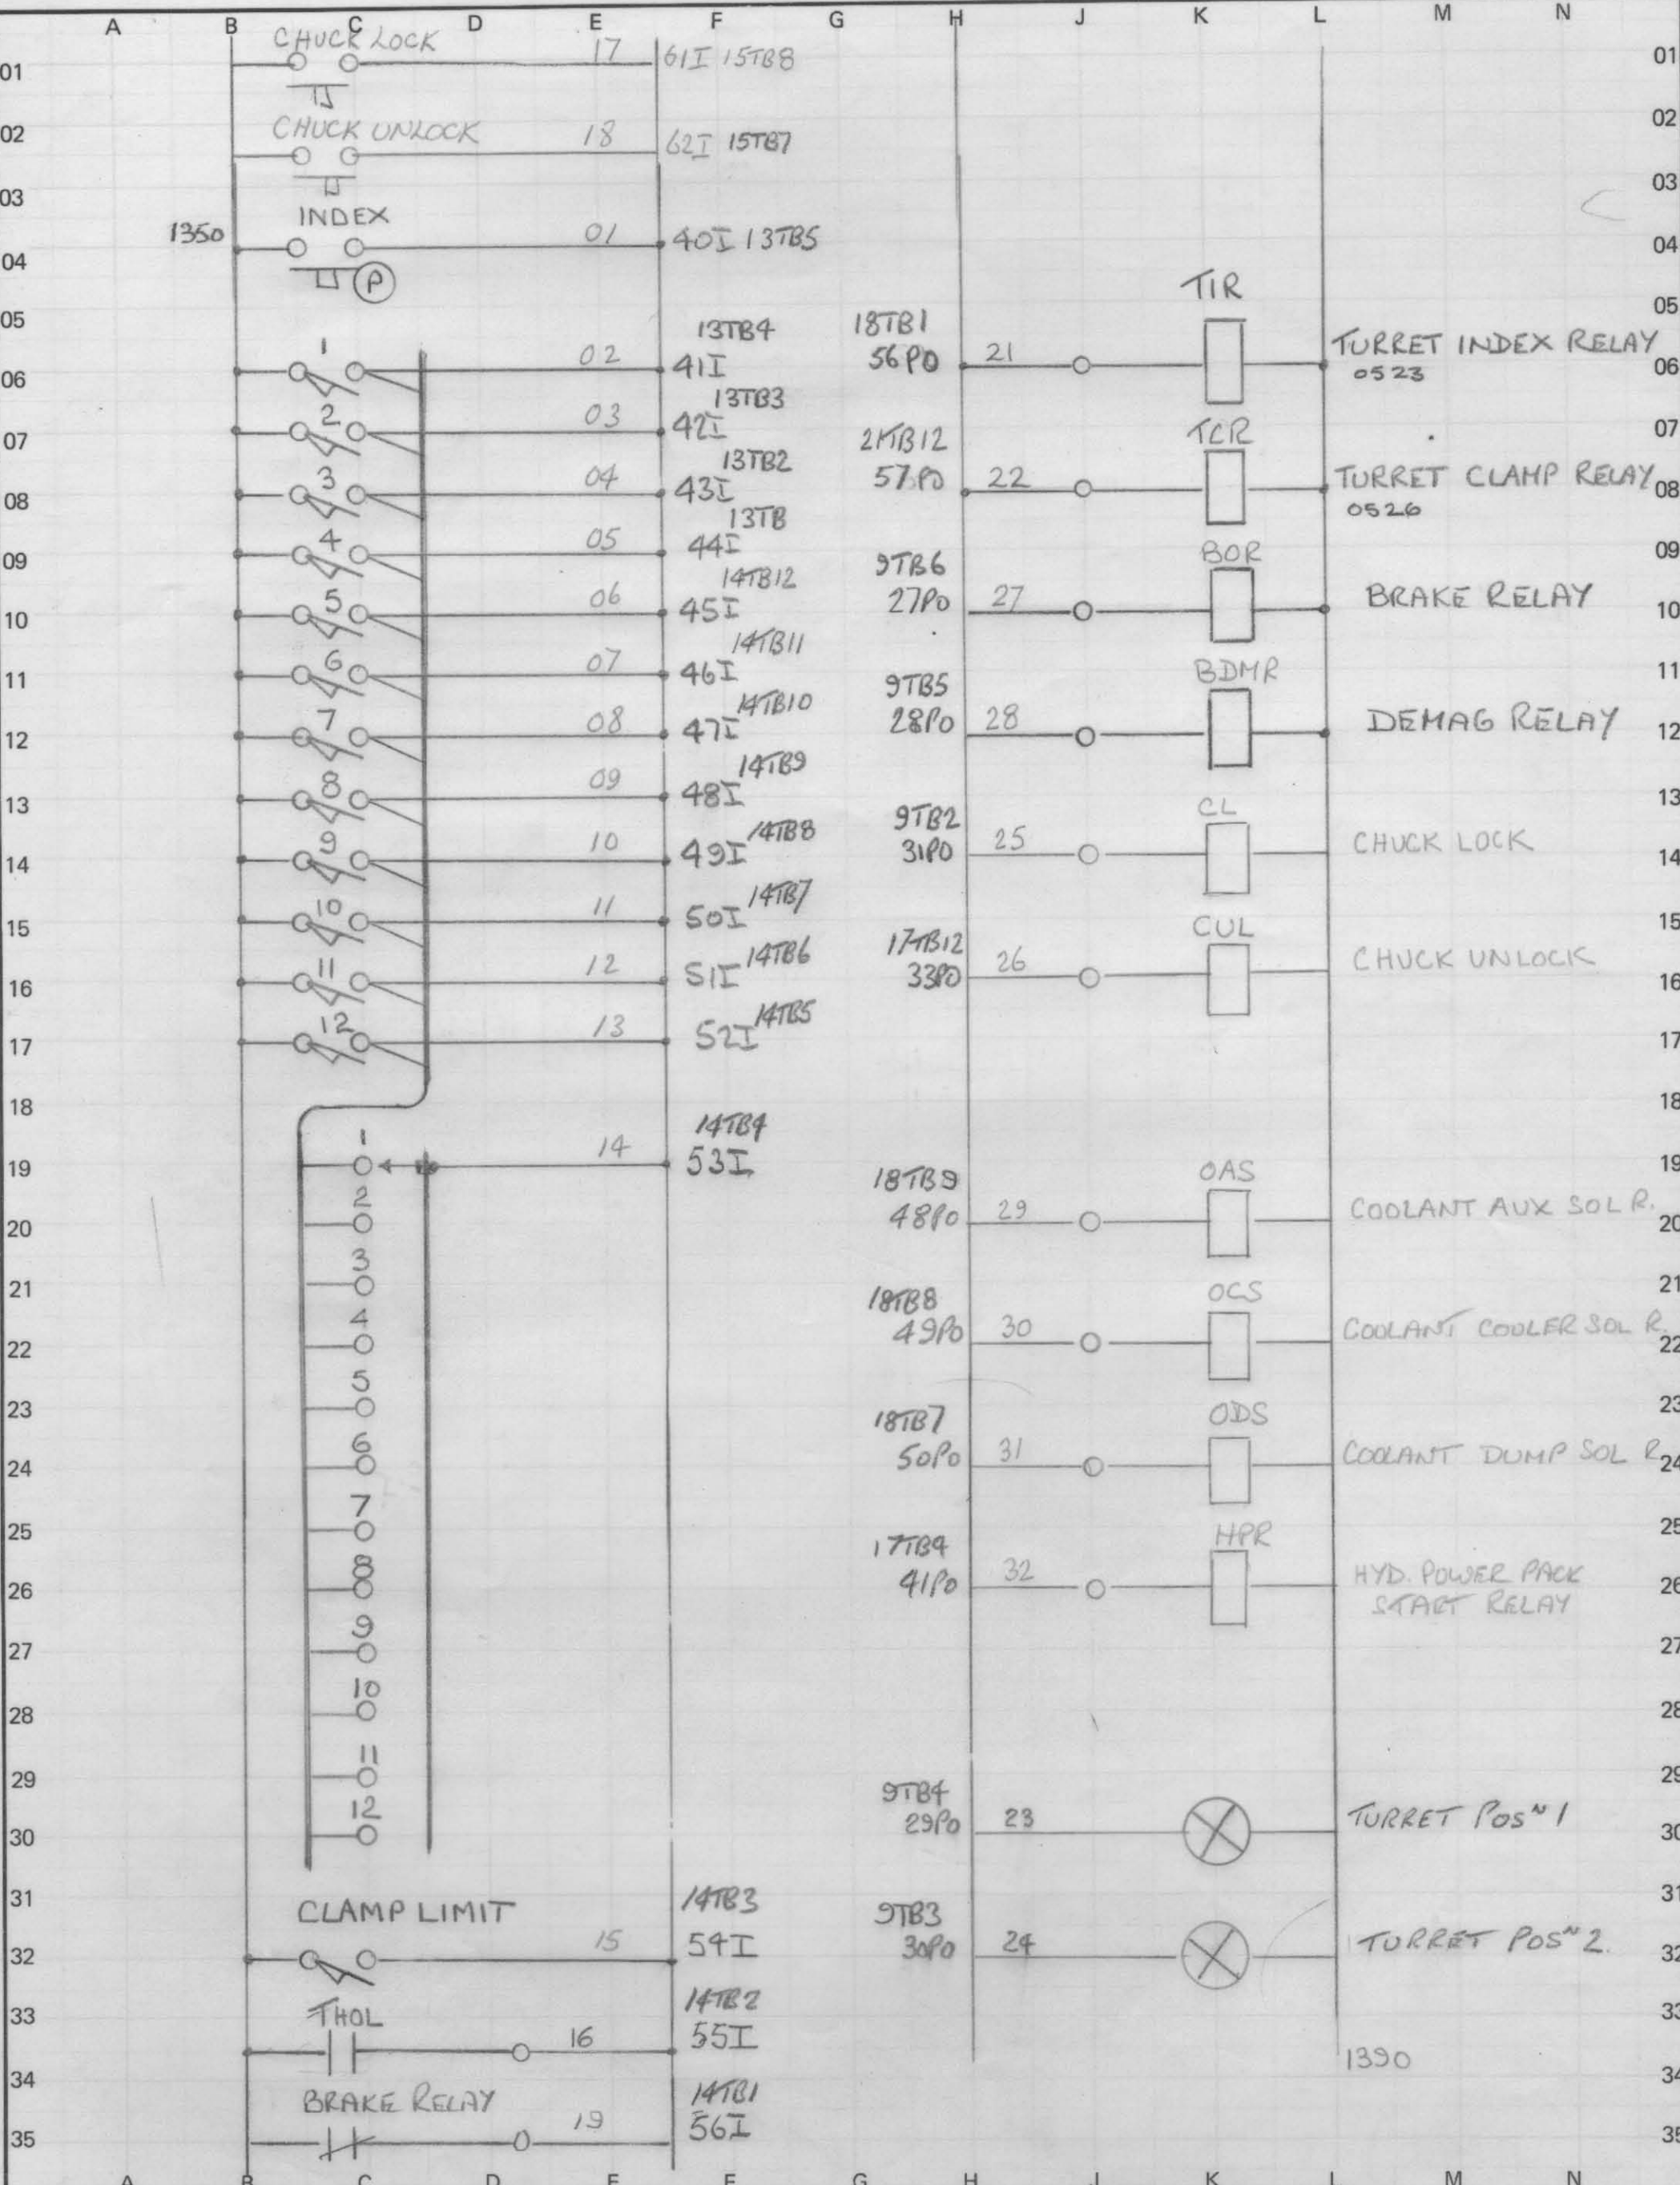 A B C D E F G H J K L M N
CHUCK LOCK
01 17 61I 15TB8 01
02 CHUCK UNLOCK 18 62I 15TB7 02
03 INDEX 03
1350 01 40I 13TB5
04 P 04
TIR
05 05
13TB4 18TB1
06 1 02 41I 56PO 21 TURRET INDEX RELAY 06
0523
13TB3
07 2 03 42I 21TB12 TCR 07
13TB2
08 3 04 43I 57PO 22 TURRET CLAMP RELAY 08
13TB 0526
09 4 05 44I 9TB6 BOR 09
14TB12
10 5 06 45I 27PO 27 BRAKE RELAY 10
14TB11
11 6 07 46I 9TB5 BDMR 11
14TB10
12 7 08 47I 28PO 28 DEMAG RELAY 12
14TB9
13 8 09 48I 9TB2 CL 13
14TB8
14 9 10 49I 31PO 25 CHUCK LOCK 14
14TB7
15 10 11 50I 17TB12 CUL 15
14TB6
16 11 12 51I 33PO 26 CHUCK UNLOCK 16
14TB5
17 12 13 52I 17
18 18
14TB4
19 1 14 53I 18TB9 OAS 19
20 2 48PO 29 COOLANT AUX SOL R. 20
21 3 18TB8 OCS 21
22 4 49PO 30 COOLANT COOLER SOL R. 22
23 5 18TB7 ODS 23
24 6 50PO 31 COOLANT DUMP SOL R 24
25 7 17TB4 HPR 25
26 8 41PO 32 HYD. POWER PACK 26
START RELAY
27 9 27
28 10 28
29 11 9TB4 29
30 12 29PO 23 TURRET POSN 1 30
31 CLAMP LIMIT 14TB3 9TB3 31
32 15 54I 30PO 24 TURRET POSN 2. 32
33 THOL 14TB2 33
16 55I
1390
34 BRAKE RELAY 14TB1 34
35 19 56I 35
A B C D E F G H J K L M N